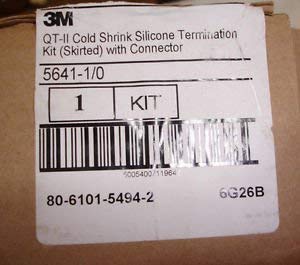 3M
QT-II Cold Shrink Silicone Termination
Kit (Skirted) with Connector
5641-1/0
1 KIT
80-6101-5494-2 6G26B